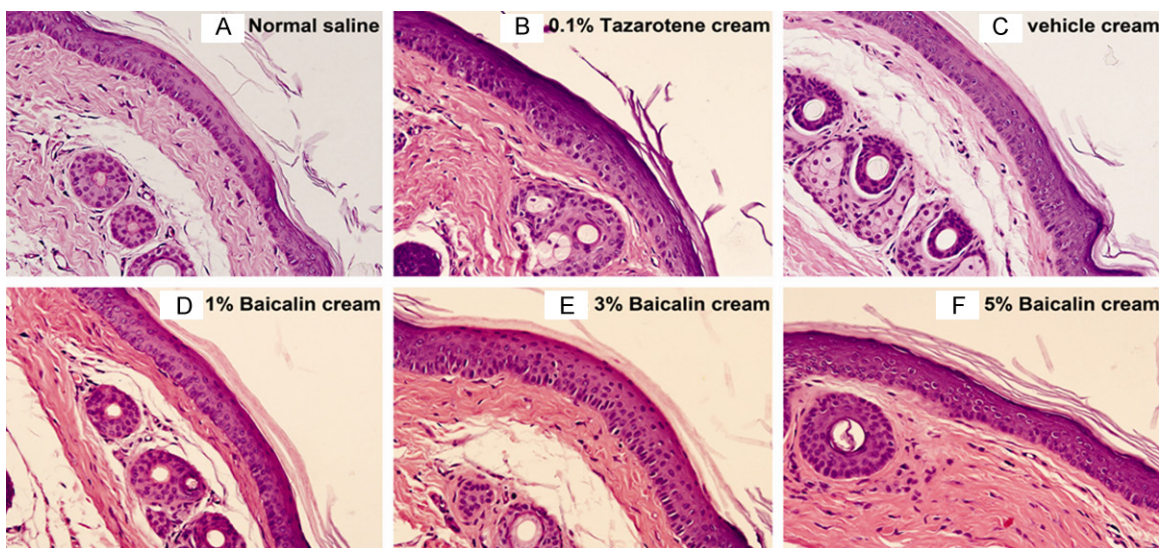 A Normal saline
B 0.1% Tazarotene cream
C vehicle cream
D 1% Baicalin cream
E 3% Baicalin cream
F 5% Baicalin cream